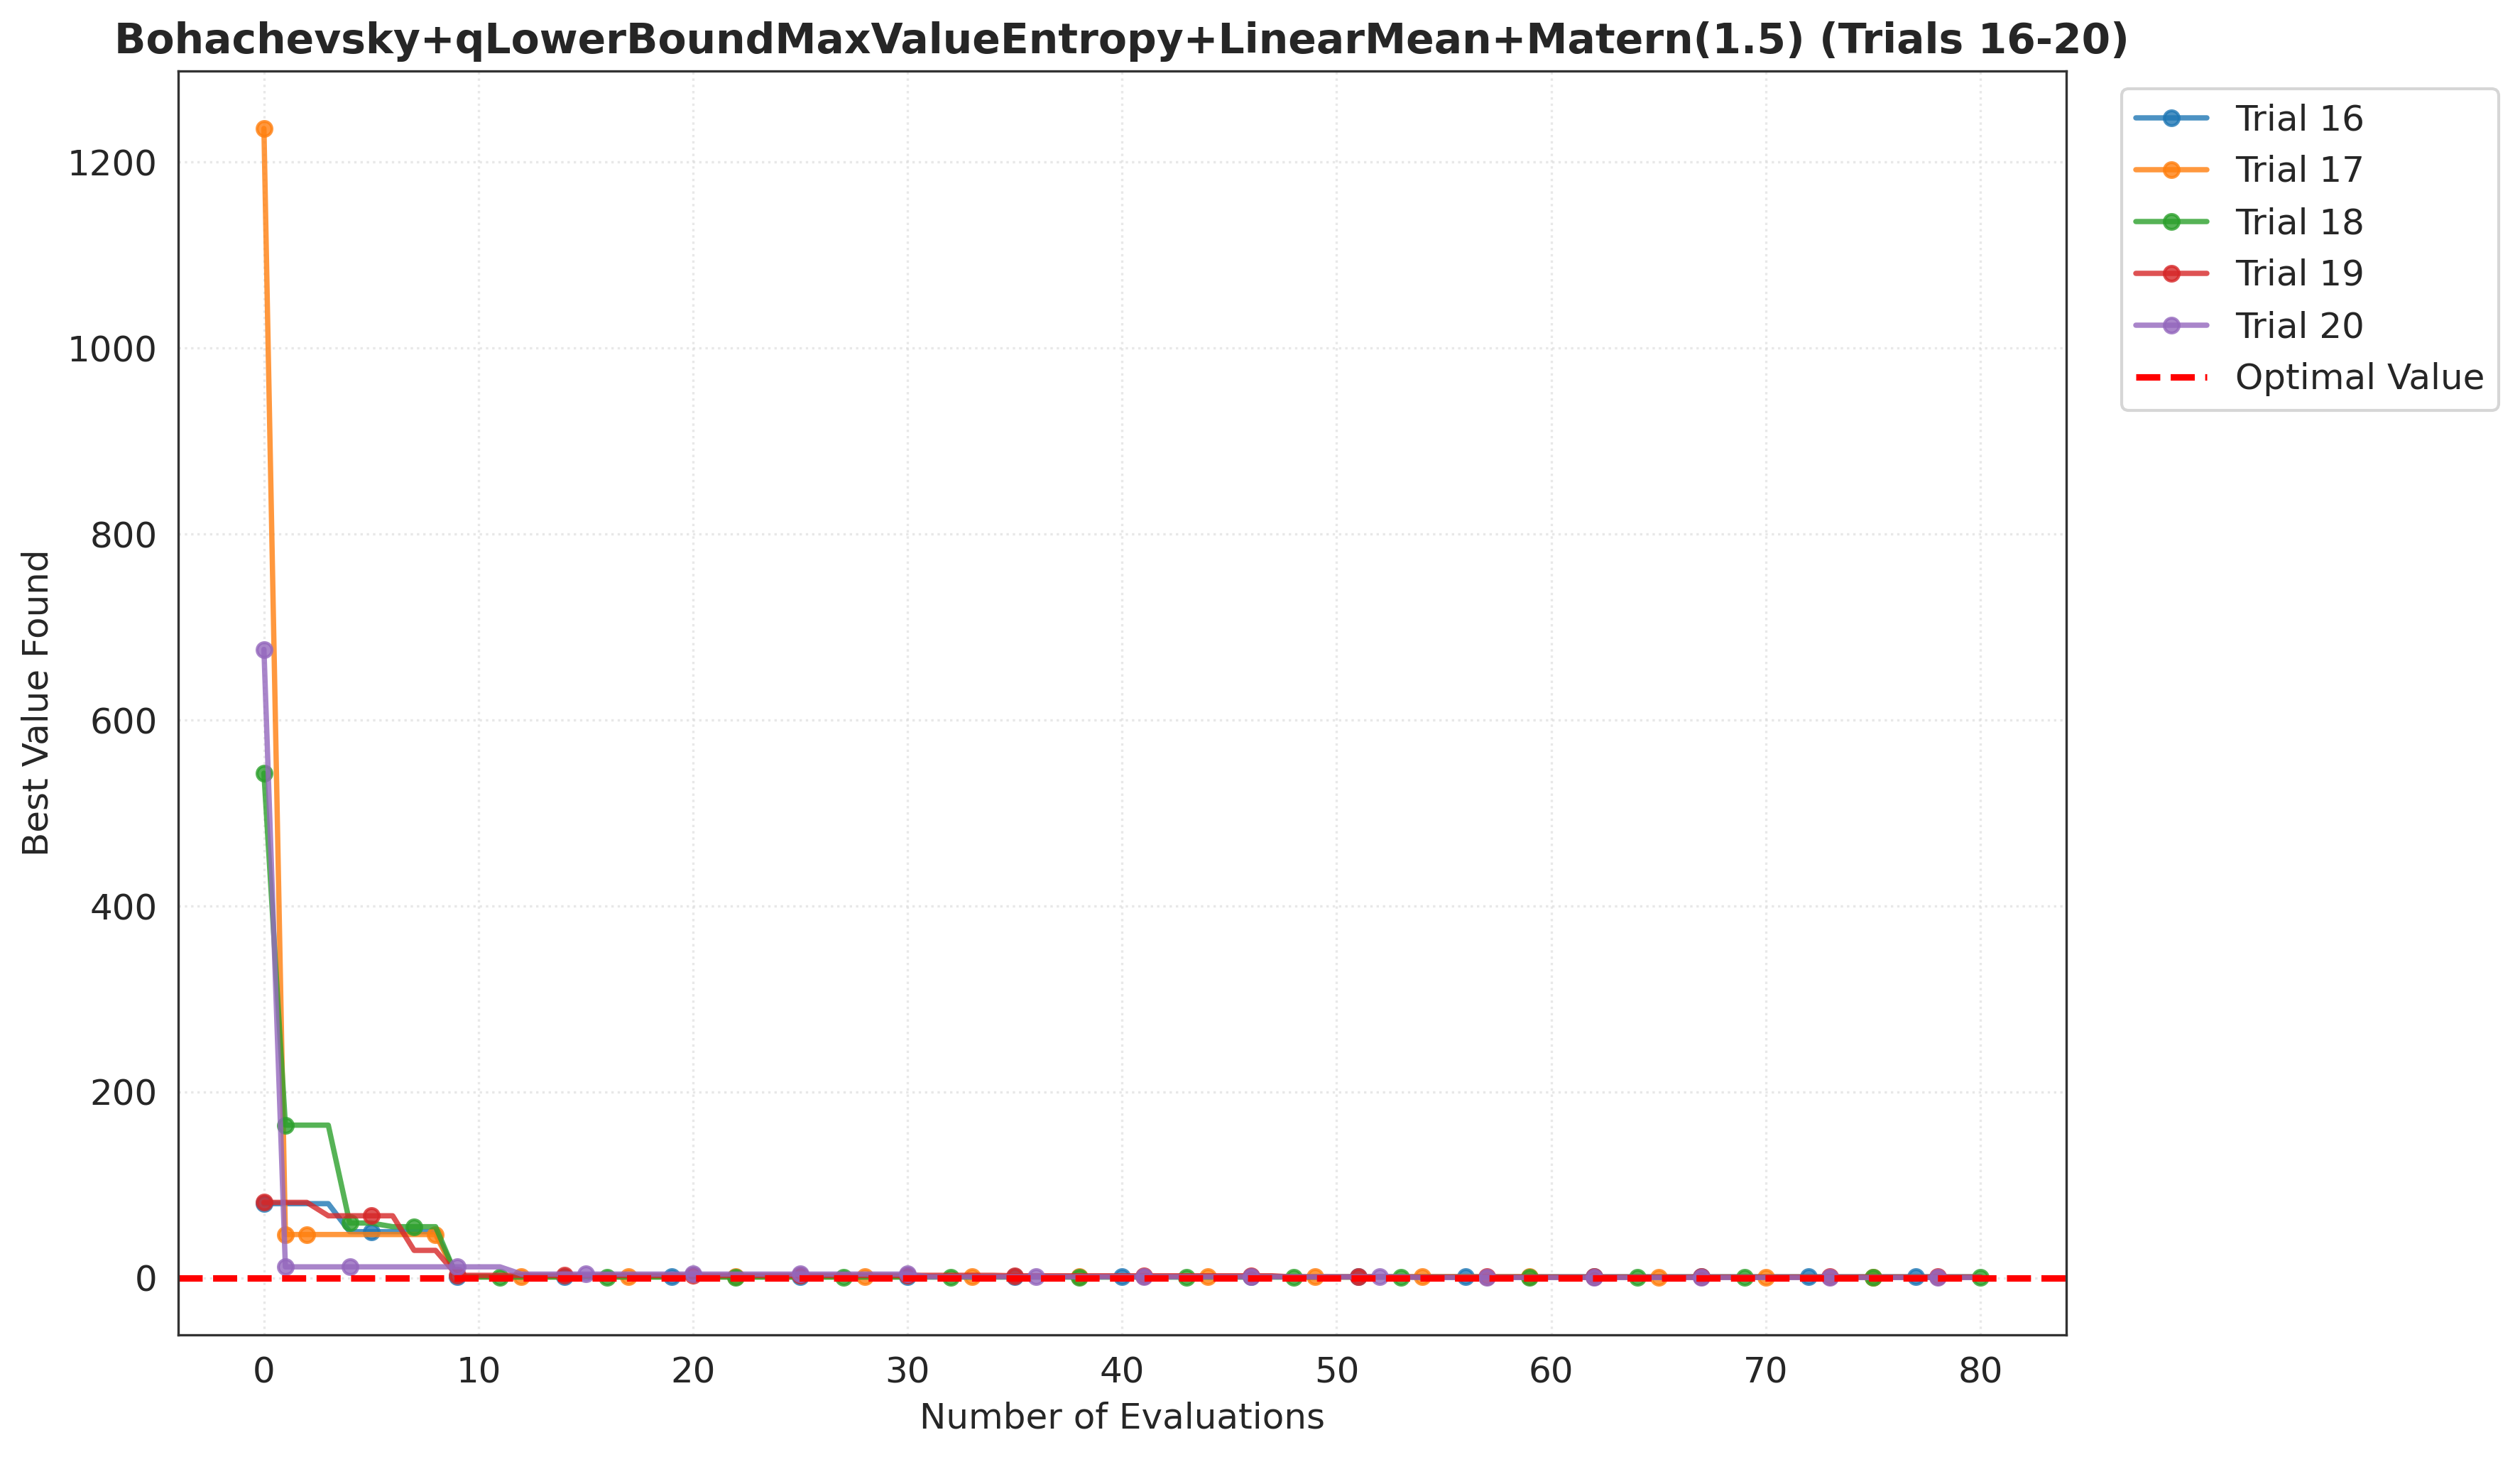 Bohachevsky+qLowerBoundMaxValueEntropy+LinearMean+Matern(1.5) (Trials 16-20)
Trial 16
Trial 17
Trial 18
Trial 19
Trial 20
Optimal Value
Best Value Found
1200
1000
800
600
400
200
0
0 10 20 30 40 50 60 70 80
Number of Evaluations